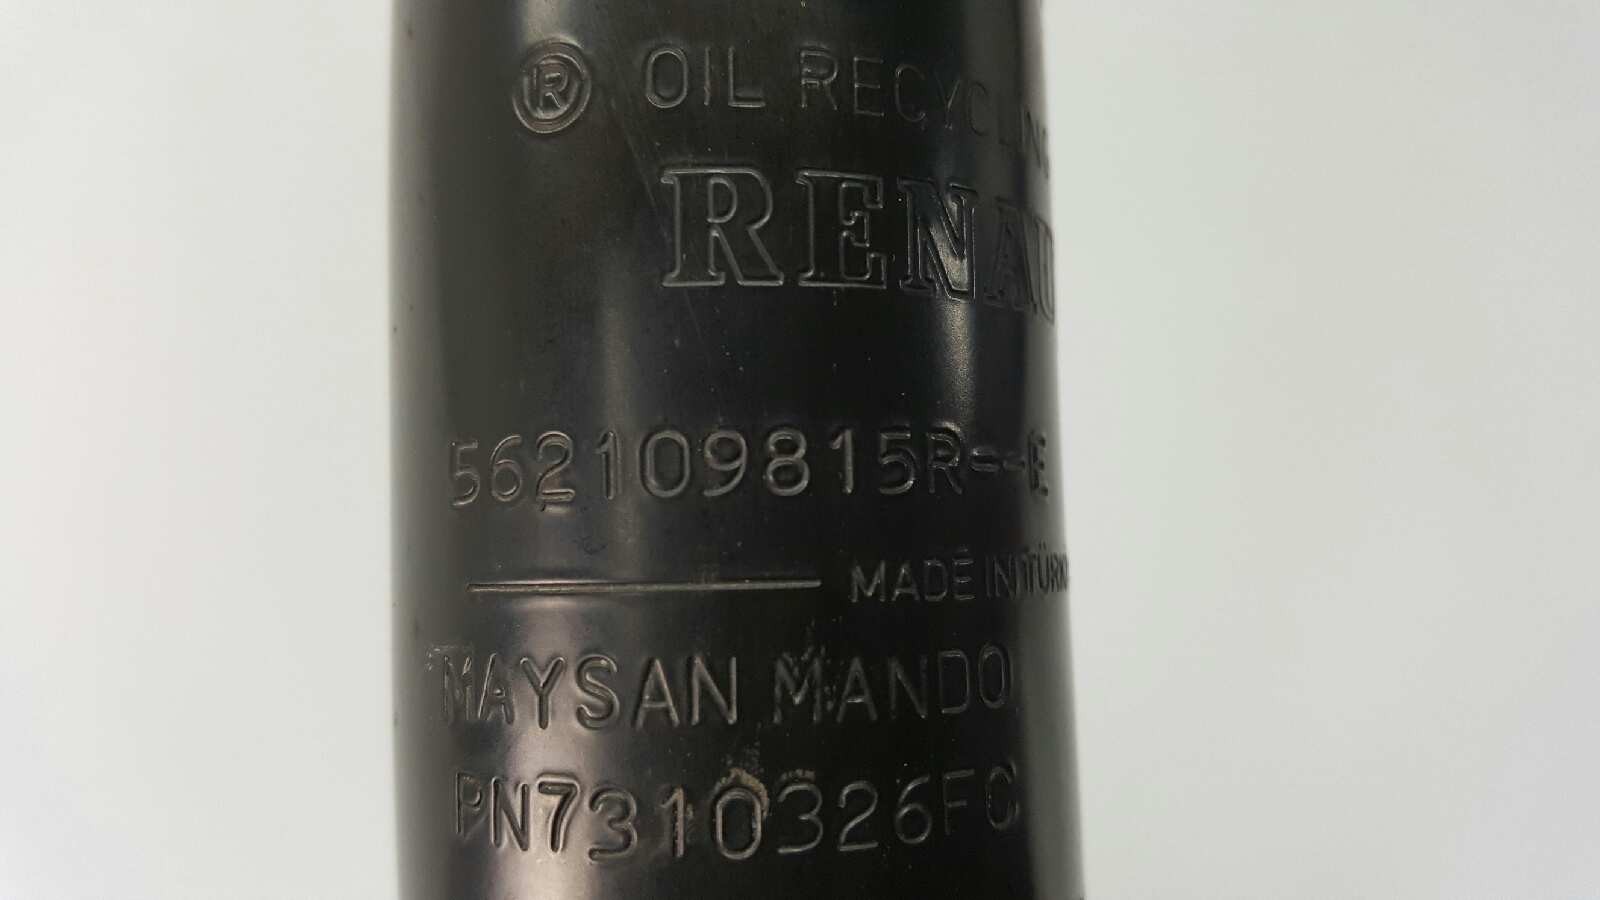 ® OIL RECYCLING
RENAU
562109815R--E
MADE IN TÜRK
MAYSAN MANDO
PN7310326FC